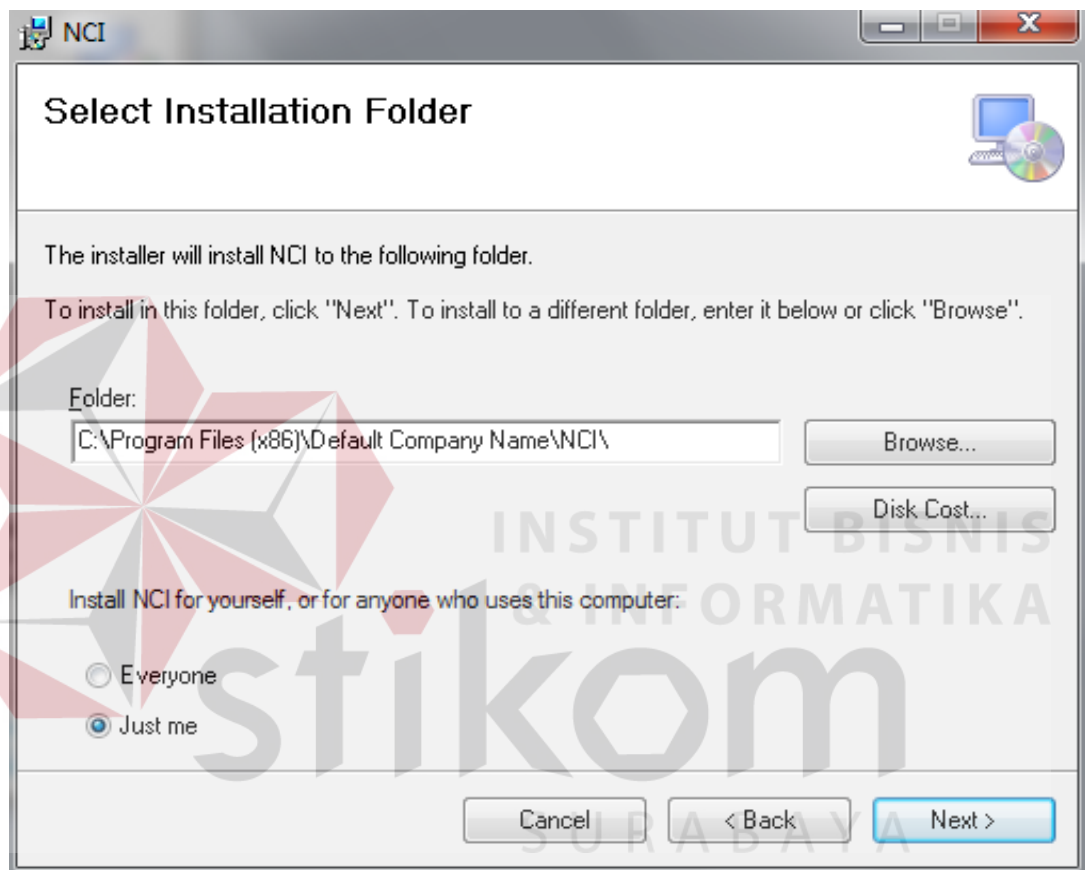 NCI
Select Installation Folder
The installer will install NCI to the following folder.
To install in this folder, click "Next". To install to a different folder, enter it below or click "Browse".
Folder:
C:\Program Files (x86)\Default Company Name\NCI\
Browse...
Disk Cost...
INSTITUT BISNIS
& INFORMATIKA
Install NCI for yourself, or for anyone who uses this computer:
stikom
Everyone
Just me
Cancel
< Back
Next >
SURABAYA